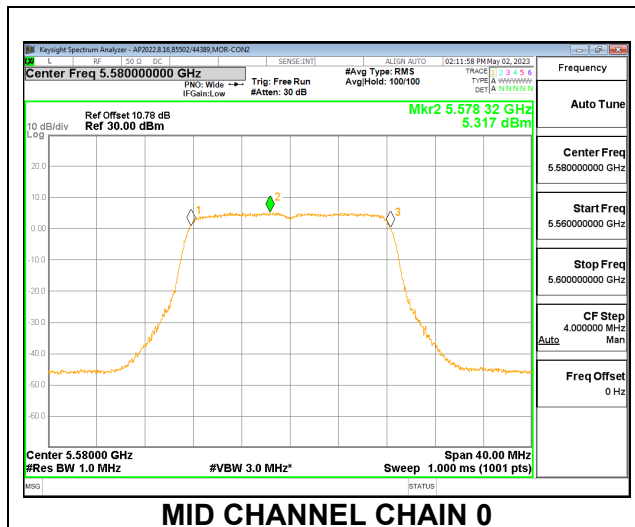 Keysight Spectrum Analyzer - AP2022.8.16,85502/44389,MOR-CON2
L RF 50 Ω DC SENSE:INT ALIGN AUTO 02:11:58 PM May 02, 2023
Center Freq 5.580000000 GHz
PNO: Wide
IFGain:Low
Trig: Free Run
#Atten: 30 dB
#Avg Type: RMS
Avg|Hold: 100/100
TRACE 1 2 3 4 5 6
TYPE A WWWWW
DET A N N N N N
Frequency
Auto Tune
Center Freq
5.580000000 GHz
Start Freq
5.560000000 GHz
Stop Freq
5.600000000 GHz
CF Step
4.000000 MHz
Auto Man
Freq Offset
0 Hz
Ref Offset 10.78 dB
10 dB/div Ref 30.00 dBm
Log
Mkr2 5.578 32 GHz
5.317 dBm
20.0
10.0
0.00
-10.0
-20.0
-30.0
-40.0
-50.0
-60.0
1
2
3
Center 5.58000 GHz Span 40.00 MHz
#Res BW 1.0 MHz #VBW 3.0 MHz* Sweep 1.000 ms (1001 pts)
MSG STATUS
MID CHANNEL CHAIN 0